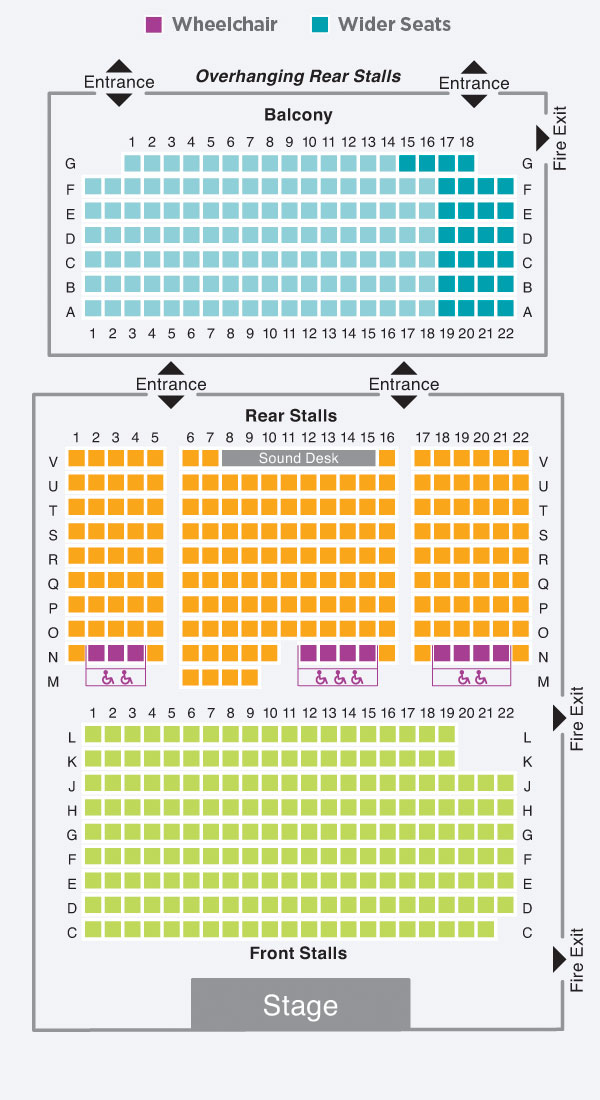 Wheelchair Wider Seats
Overhanging Rear Stalls
Entrance Entrance
Balcony
Fire Exit
1 2 3 4 5 6 7 8 9 10 11 12 13 14 15 16 17 18
G G
F F
E E
D D
C C
B B
A A
1 2 3 4 5 6 7 8 9 10 11 12 13 14 15 16 17 18 19 20 21 22
Entrance Entrance
Rear Stalls
1 2 3 4 5 6 7 8 9 10 11 12 13 14 15 16 17 18 19 20 21 22
V Sound Desk V
U U
T T
S S
R R
Q Q
P P
O O
N N
M M
Fire Exit
1 2 3 4 5 6 7 8 9 10 11 12 13 14 15 16 17 18 19 20 21 22
L L
K K
J J
H H
G G
F F
E E
D D
C C
Front Stalls
Fire Exit
Stage